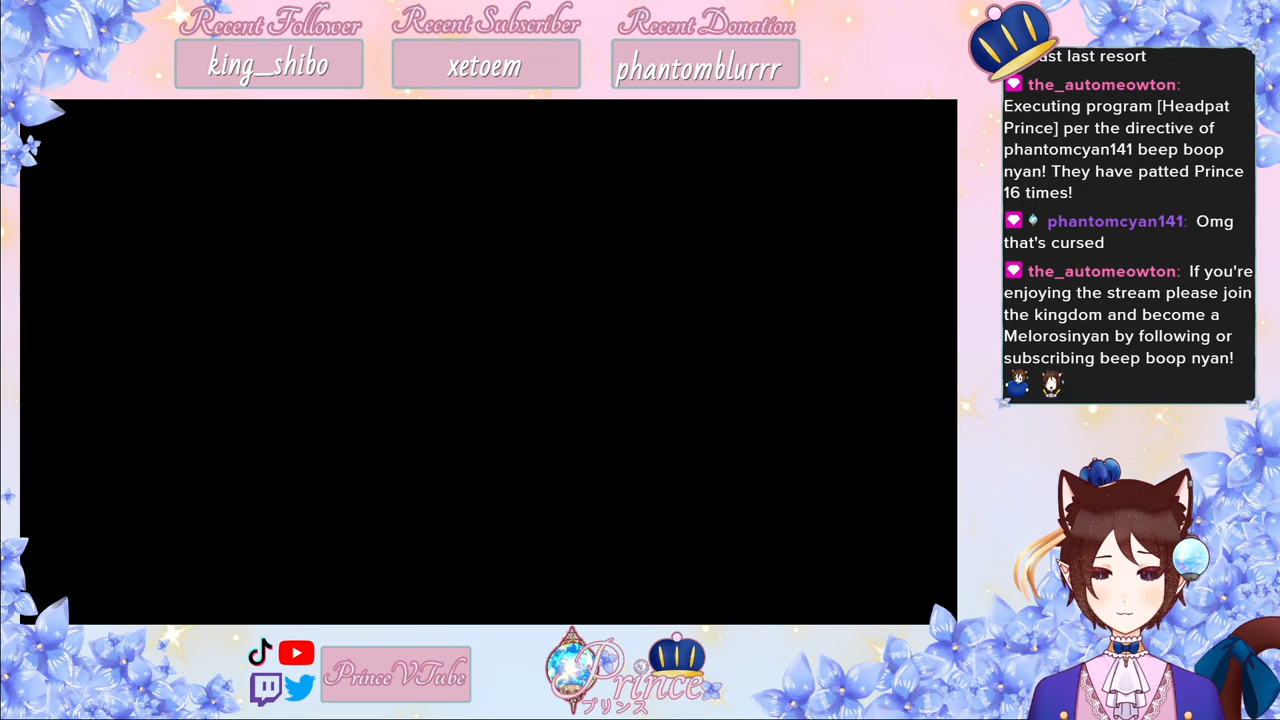 Recent Follower
Recent Subscriber
Recent Donation
king_shibo
xetoem
phantomblurrr
last resort
the_automeowton:
Executing program [Headpat
Prince] per the directive of
phantomcyan141 beep boop
nyan! They have patted Prince
16 times!
phantomcyan141: Omg
that's cursed
the_automeowton: If you're
enjoying the stream please join
the kingdom and become a
Melorosinyan by following or
subscribing beep boop nyan!
Prince VTube
Prince
プリンス